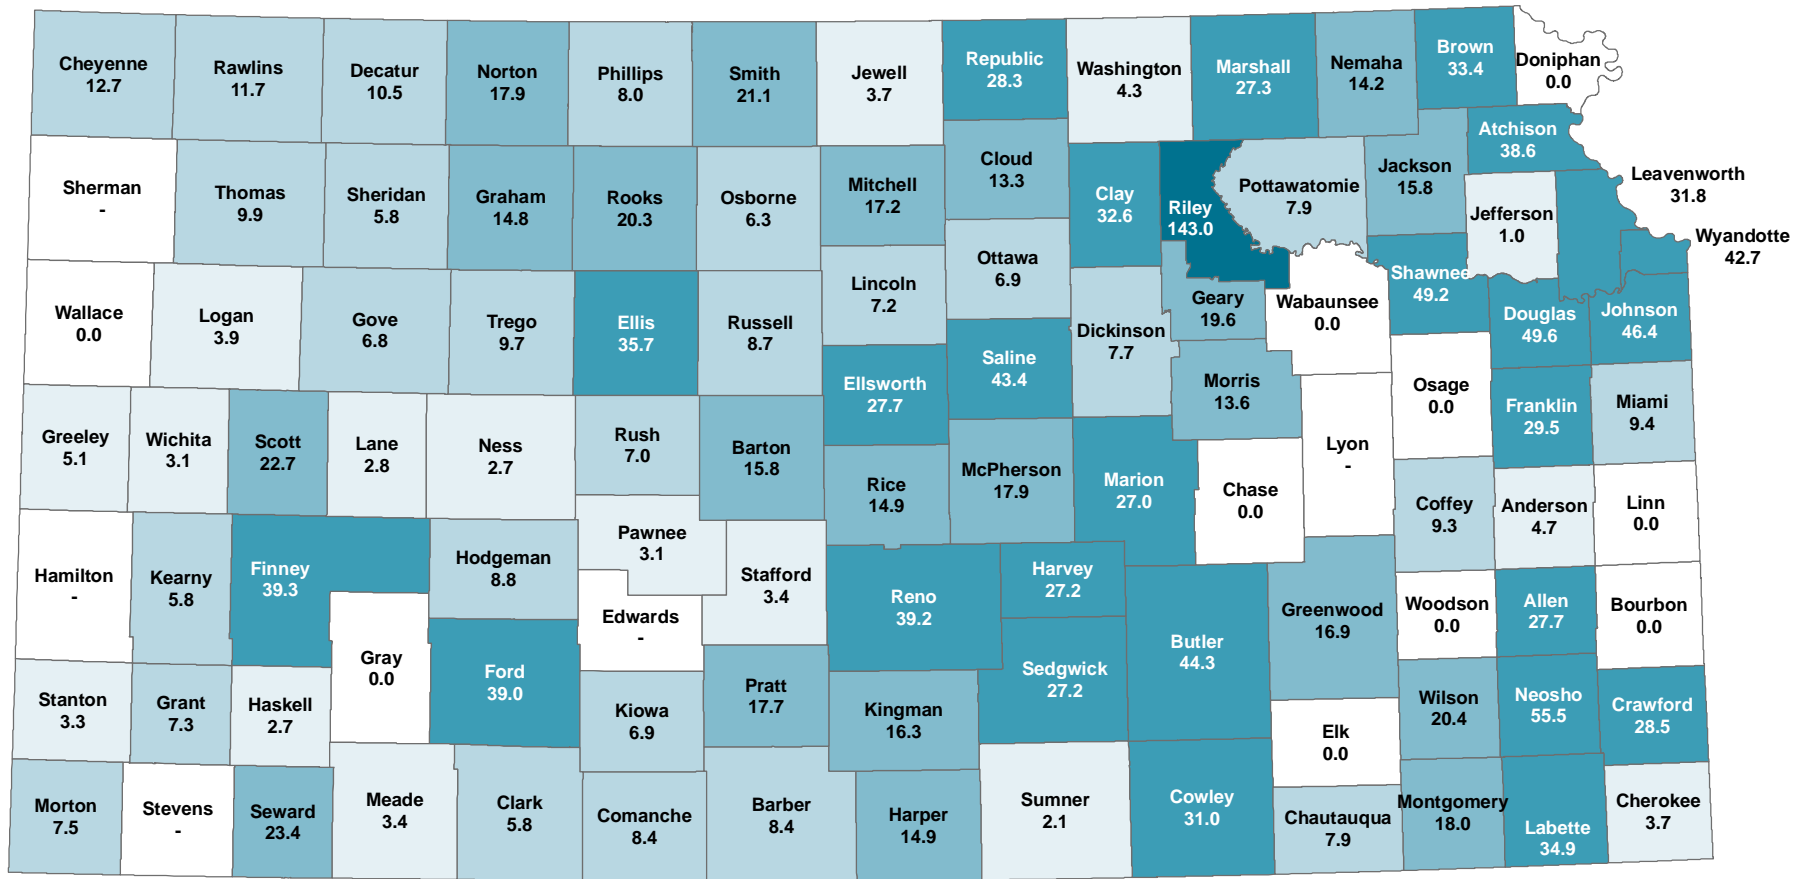 Cheyenne
12.7
Rawlins
11.7
Decatur
10.5
Norton
17.9
Phillips
8.0
Smith
21.1
Jewell
3.7
Republic
28.3
Washington
4.3
Marshall
27.3
Nemaha
14.2
Brown
33.4
Doniphan
0.0
Atchison
38.6
Sherman
-
Thomas
9.9
Sheridan
5.8
Graham
14.8
Rooks
20.3
Osborne
6.3
Mitchell
17.2
Cloud
13.3
Clay
32.6
Riley
143.0
Pottawatomie
7.9
Jackson
15.8
Jefferson
1.0
Leavenworth
31.8
Wyandotte
42.7
Wallace
0.0
Logan
3.9
Gove
6.8
Trego
9.7
Ellis
35.7
Russell
8.7
Lincoln
7.2
Ottawa
6.9
Dickinson
7.7
Geary
19.6
Wabaunsee
0.0
Shawnee
49.2
Douglas
49.6
Johnson
46.4
Ellsworth
27.7
Saline
43.4
Morris
13.6
Osage
0.0
Franklin
29.5
Miami
9.4
Greeley
5.1
Wichita
3.1
Scott
22.7
Lane
2.8
Ness
2.7
Rush
7.0
Barton
15.8
Rice
14.9
McPherson
17.9
Marion
27.0
Chase
0.0
Lyon
-
Coffey
9.3
Anderson
4.7
Linn
0.0
Hamilton
-
Kearny
5.8
Finney
39.3
Hodgeman
8.8
Pawnee
3.1
Stafford
3.4
Edwards
-
Reno
39.2
Harvey
27.2
Butler
44.3
Greenwood
16.9
Woodson
0.0
Allen
27.7
Bourbon
0.0
Gray
0.0
Ford
39.0
Sedgwick
27.2
Stanton
3.3
Grant
7.3
Haskell
2.7
Kiowa
6.9
Pratt
17.7
Kingman
16.3
Elk
0.0
Wilson
20.4
Neosho
55.5
Crawford
28.5
Morton
7.5
Stevens
-
Seward
23.4
Meade
3.4
Clark
5.8
Comanche
8.4
Barber
8.4
Harper
14.9
Sumner
2.1
Cowley
31.0
Chautauqua
7.9
Montgomery
18.0
Labette
34.9
Cherokee
3.7